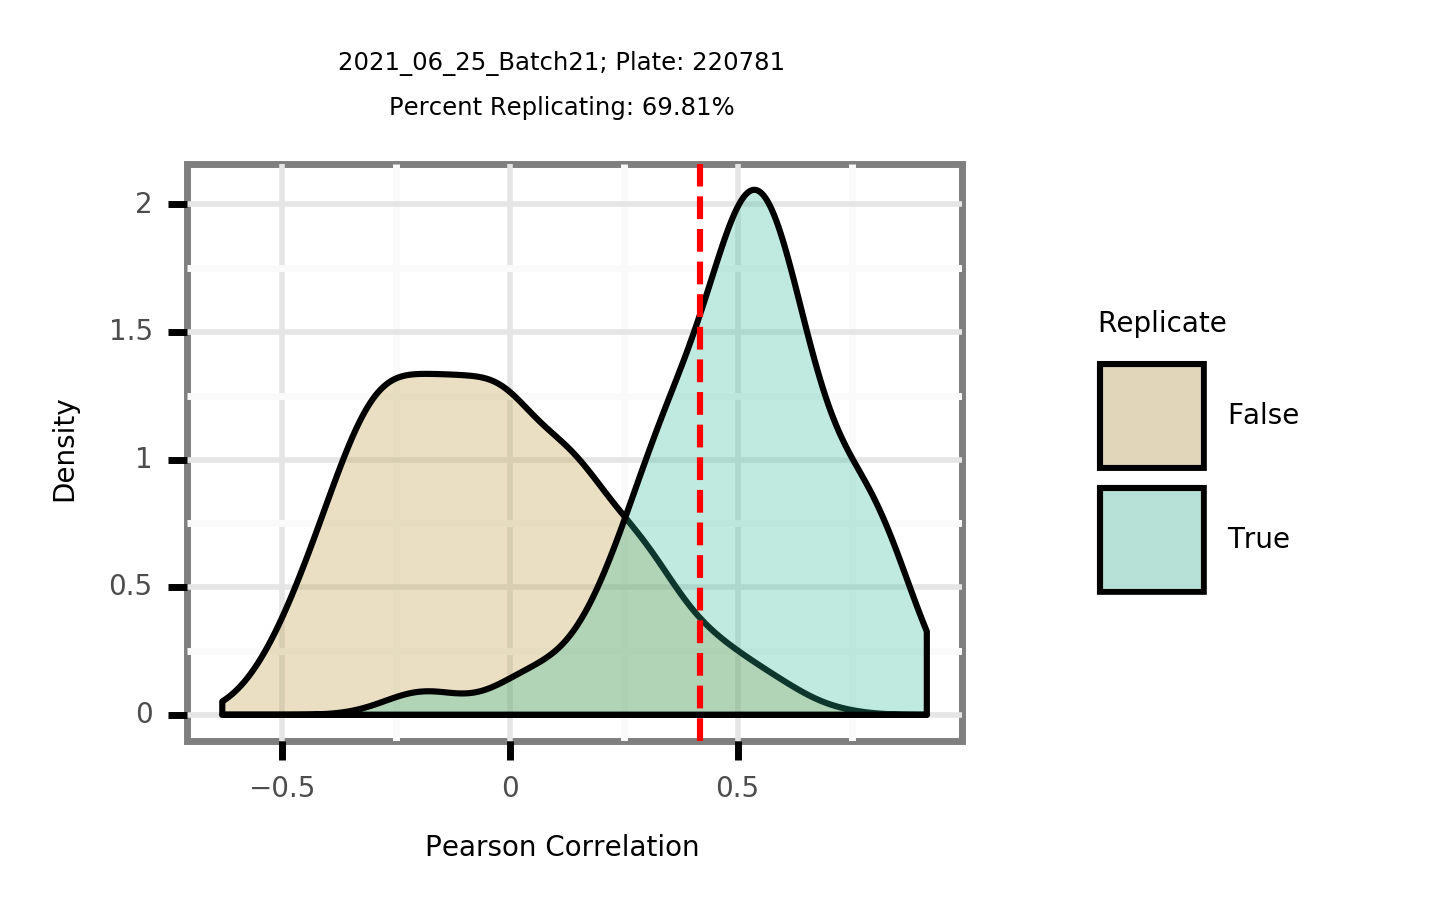 2021_06_25_Batch21; Plate: 220781
Percent Replicating: 69.81%
2
1.5
1
0.5
0
Density
−0.5
0
0.5
Pearson Correlation
Replicate
False
True